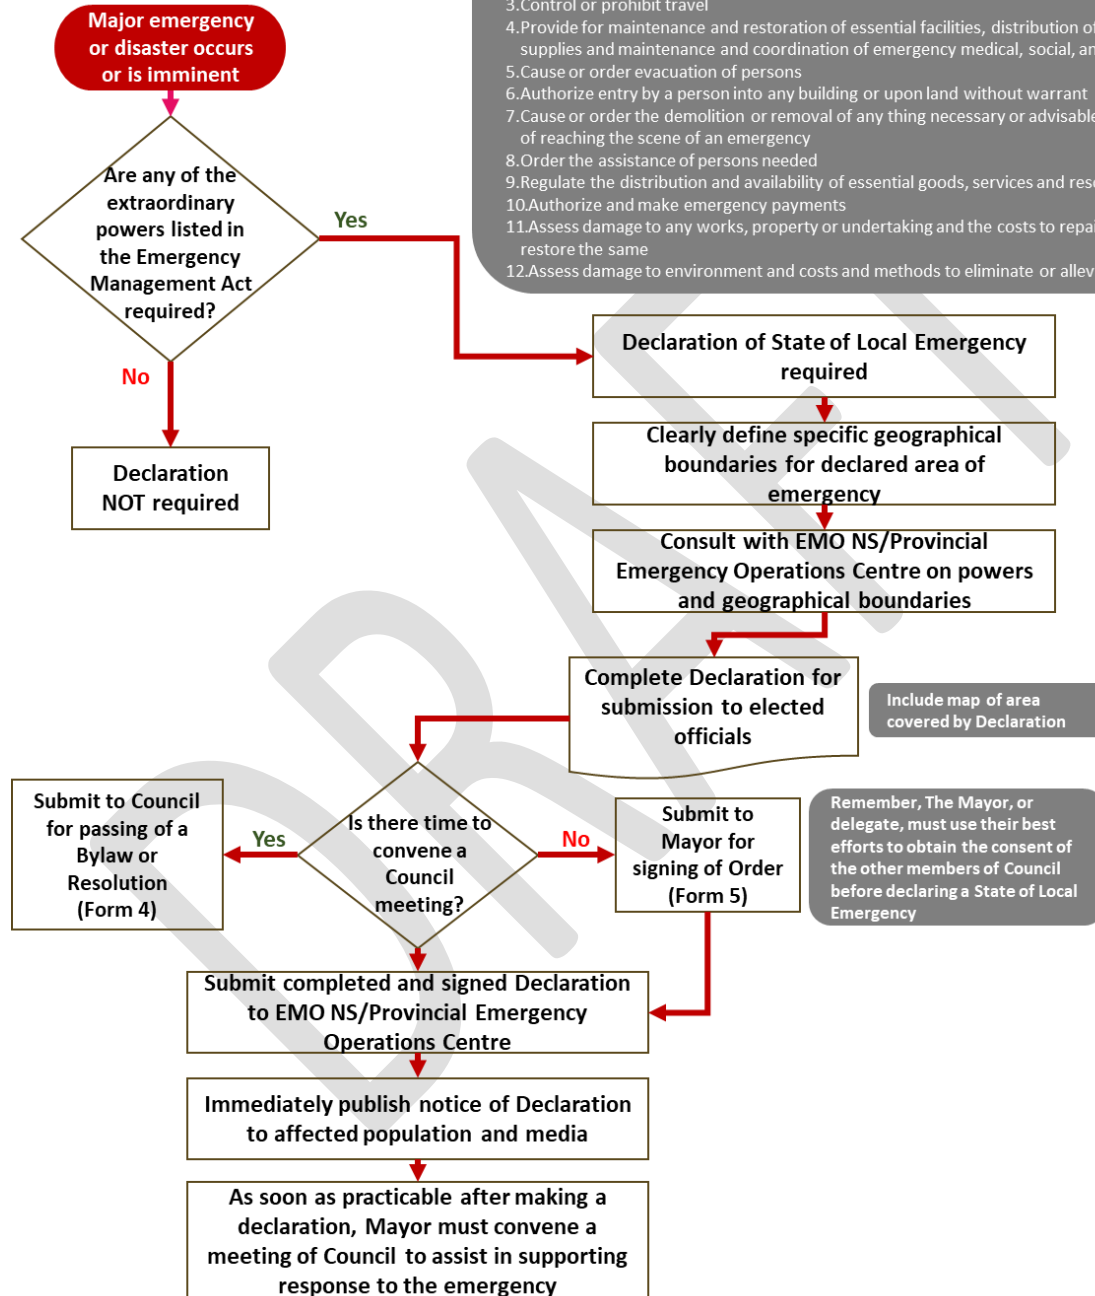 3.Control or prohibit travel
4.Provide for maintenance and restoration of essential facilities, distribution of
supplies and maintenance and coordination of emergency medical, social, an
5.Cause or order evacuation of persons
6.Authorize entry by a person into any building or upon land without warrant
7.Cause or order the demolition or removal of any thing necessary or advisable
of reaching the scene of an emergency
8.Order the assistance of persons needed
9.Regulate the distribution and availability of essential goods, services and res
10.Authorize and make emergency payments
11.Assess damage to any works, property or undertaking and the costs to repai
restore the same
12.Assess damage to environment and costs and methods to eliminate or allev
Major emergency
or disaster occurs
or is imminent
Are any of the
extraordinary
powers listed in
the Emergency
Management Act
required?
Yes
No
Declaration
NOT required
Declaration of State of Local Emergency
required
Clearly define specific geographical
boundaries for declared area of
emergency
Consult with EMO NS/Provincial
Emergency Operations Centre on powers
and geographical boundaries
Complete Declaration for
submission to elected
officials
Include map of area
covered by Declaration
Is there time to
convene a
Council
meeting?
Yes
No
Submit to Council
for passing of a
Bylaw or
Resolution
(Form 4)
Submit to
Mayor for
signing of Order
(Form 5)
Remember, The Mayor, or
delegate, must use their best
efforts to obtain the consent of
the other members of Council
before declaring a State of Local
Emergency
Submit completed and signed Declaration
to EMO NS/Provincial Emergency
Operations Centre
Immediately publish notice of Declaration
to affected population and media
As soon as practicable after making a
declaration, Mayor must convene a
meeting of Council to assist in supporting
response to the emergency
DRAFT